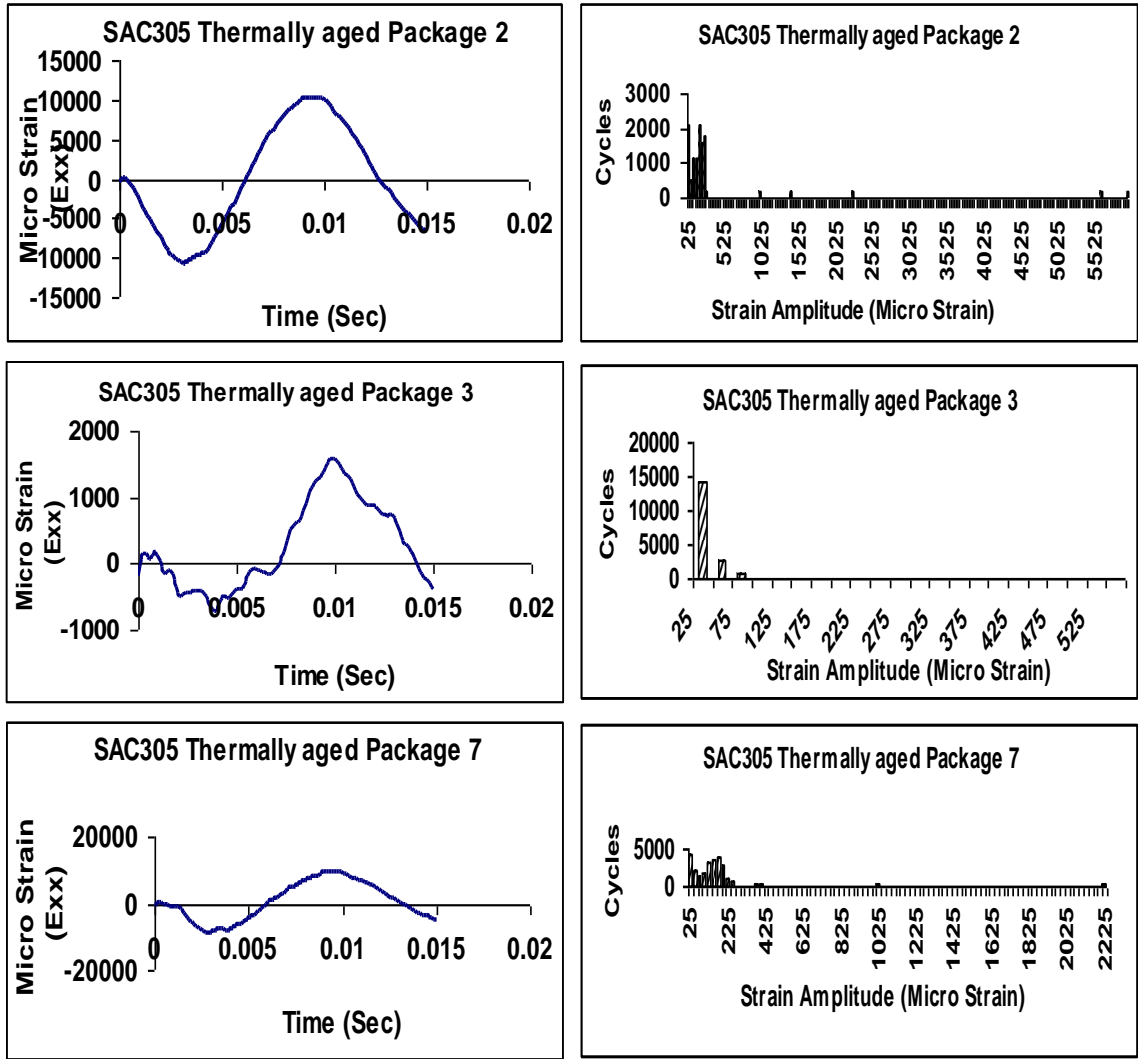 SAC305 Thermally aged Package 2
15000
10000
5000
0
-5000
-10000
-15000
0 0.005 0.01 0.015 0.02
Micro Strain
(Exx)
Time (Sec)
SAC305 Thermally aged Package 2
3000
2000
1000
0
Cycles
25 525 1025 1525 2025 2525 3025 3525 4025 4525 5025 5525
Strain Amplitude (Micro Strain)
SAC305 Thermally aged Package 3
2000
1000
0
-1000
0 0.005 0.01 0.015 0.02
Micro Strain
(Exx)
Time (Sec)
SAC305 Thermally aged Package 3
20000
15000
10000
5000
0
Cycles
25 75 125 175 225 275 325 375 425 475 525
Strain Amplitude (Micro Strain)
SAC305 Thermally aged Package 7
20000
0
-20000
0 0.005 0.01 0.015 0.02
Micro Strain
(Exx)
Time (Sec)
SAC305 Thermally aged Package 7
5000
0
Cycles
25 225 425 625 825 1025 1225 1425 1625 1825 2025 2225
Strain Amplitude (Micro Strain)